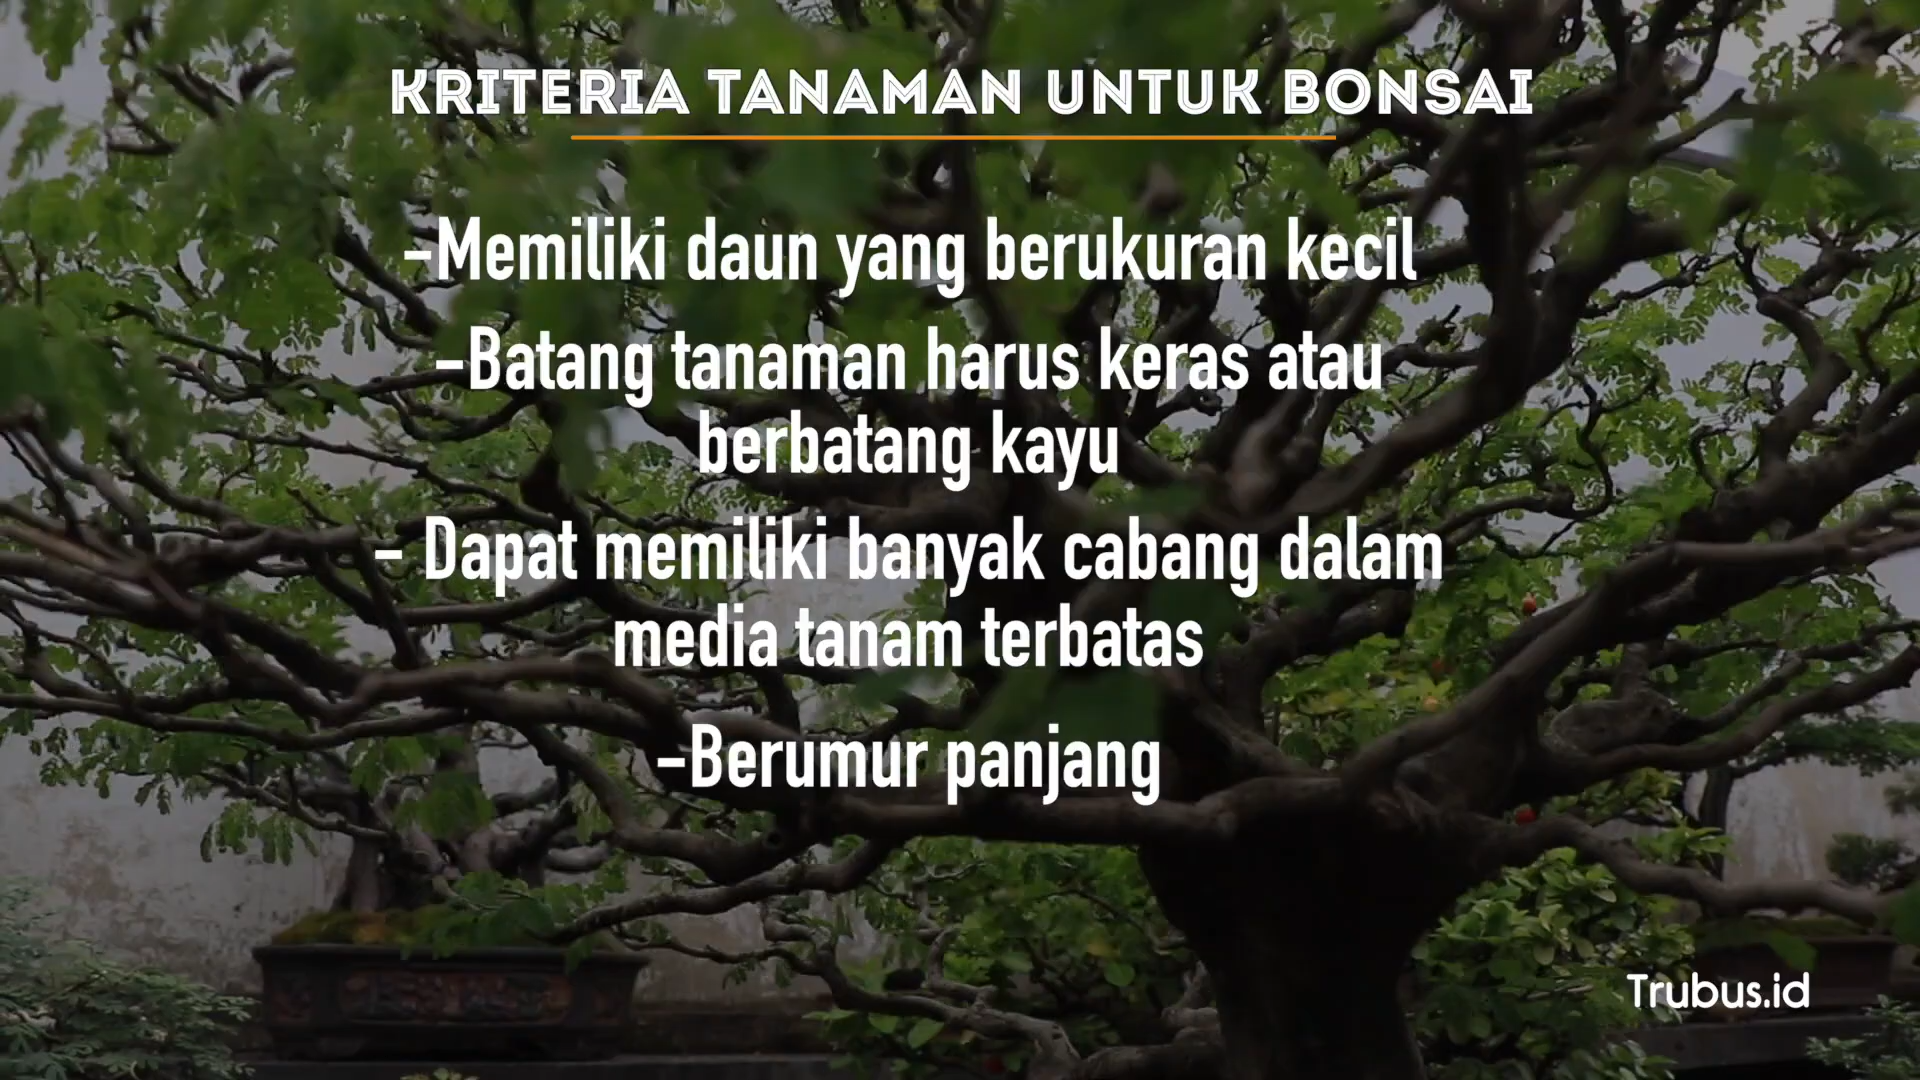 KRITERIA TANAMAN UNTUK BONSAI
-Memiliki daun yang berukuran kecil
-Batang tanaman harus keras atau
berbatang kayu
- Dapat memiliki banyak cabang dalam
media tanam terbatas
-Berumur panjang
Trubus.id